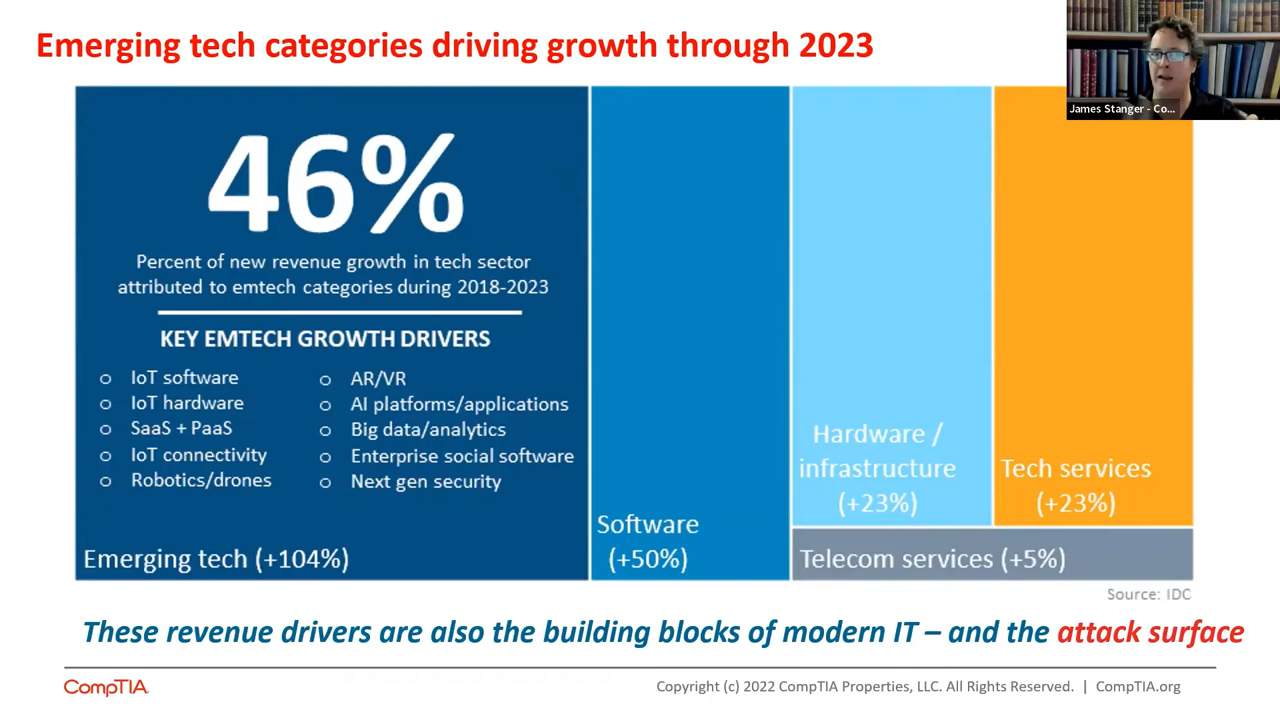 Emerging tech categories driving growth through 2023
James Stanger - Co...
46%
Percent of new revenue growth in tech sector
attributed to emtech categories during 2018-2023
KEY EMTECH GROWTH DRIVERS
o IoT software
o IoT hardware
o SaaS + PaaS
o IoT connectivity
o Robotics/drones
o AR/VR
o AI platforms/applications
o Big data/analytics
o Enterprise social software
o Next gen security
Emerging tech (+104%)
Software
(+50%)
Hardware /
infrastructure
(+23%)
Tech services
(+23%)
Telecom services (+5%)
Source: IDC
These revenue drivers are also the building blocks of modern IT – and the attack surface
CompTIA.
Copyright (c) 2022 CompTIA Properties, LLC. All Rights Reserved. | CompTIA.org